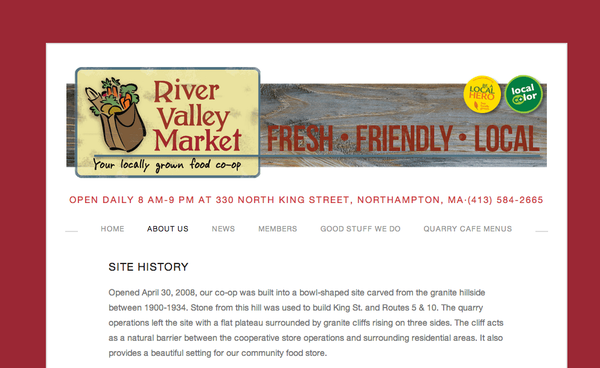 River
Valley
Market
Your locally grown food co-op
LOCAL
HERO
local
color
FRESH • FRIENDLY • LOCAL
OPEN DAILY 8 AM-9 PM AT 330 NORTH KING STREET, NORTHAMPTON, MA·(413) 584-2665
HOME ABOUT US NEWS MEMBERS GOOD STUFF WE DO QUARRY CAFE MENUS
SITE HISTORY
Opened April 30, 2008, our co-op was built into a bowl-shaped site carved from the granite hillside
between 1900-1934. Stone from this hill was used to build King St. and Routes 5 & 10. The quarry
operations left the site with a flat plateau surrounded by granite cliffs rising on three sides. The cliff acts
as a natural barrier between the cooperative store operations and surrounding residential areas. It also
provides a beautiful setting for our community food store.